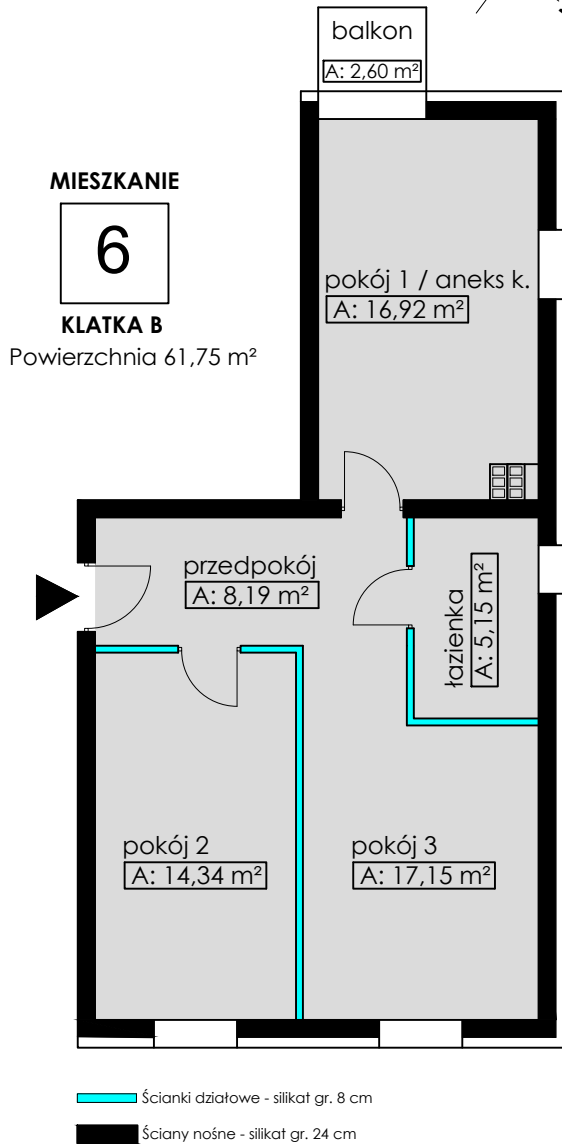 balkon
A: 2,60 m²
MIESZKANIE
6
KLATKA B
Powierzchnia 61,75 m²
pokój 1 / aneks k.
A: 16,92 m²
przedpokój
A: 8,19 m²
łazienka
A: 5,15 m²
pokój 2
A: 14,34 m²
pokój 3
A: 17,15 m²
Ścianki działowe - silikat gr. 8 cm
Ściany nośne - silikat gr. 24 cm